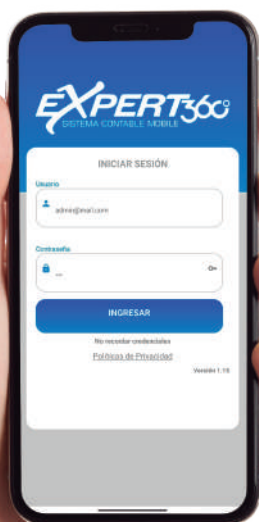 EXPERT360°
SISTEMA CONTABLE MOBILE
INICIAR SESIÓN
Usuario
admin@mail.com
Contraseña
INGRESAR
No recordar credenciales
Políticas de Privacidad
Versión 1.15